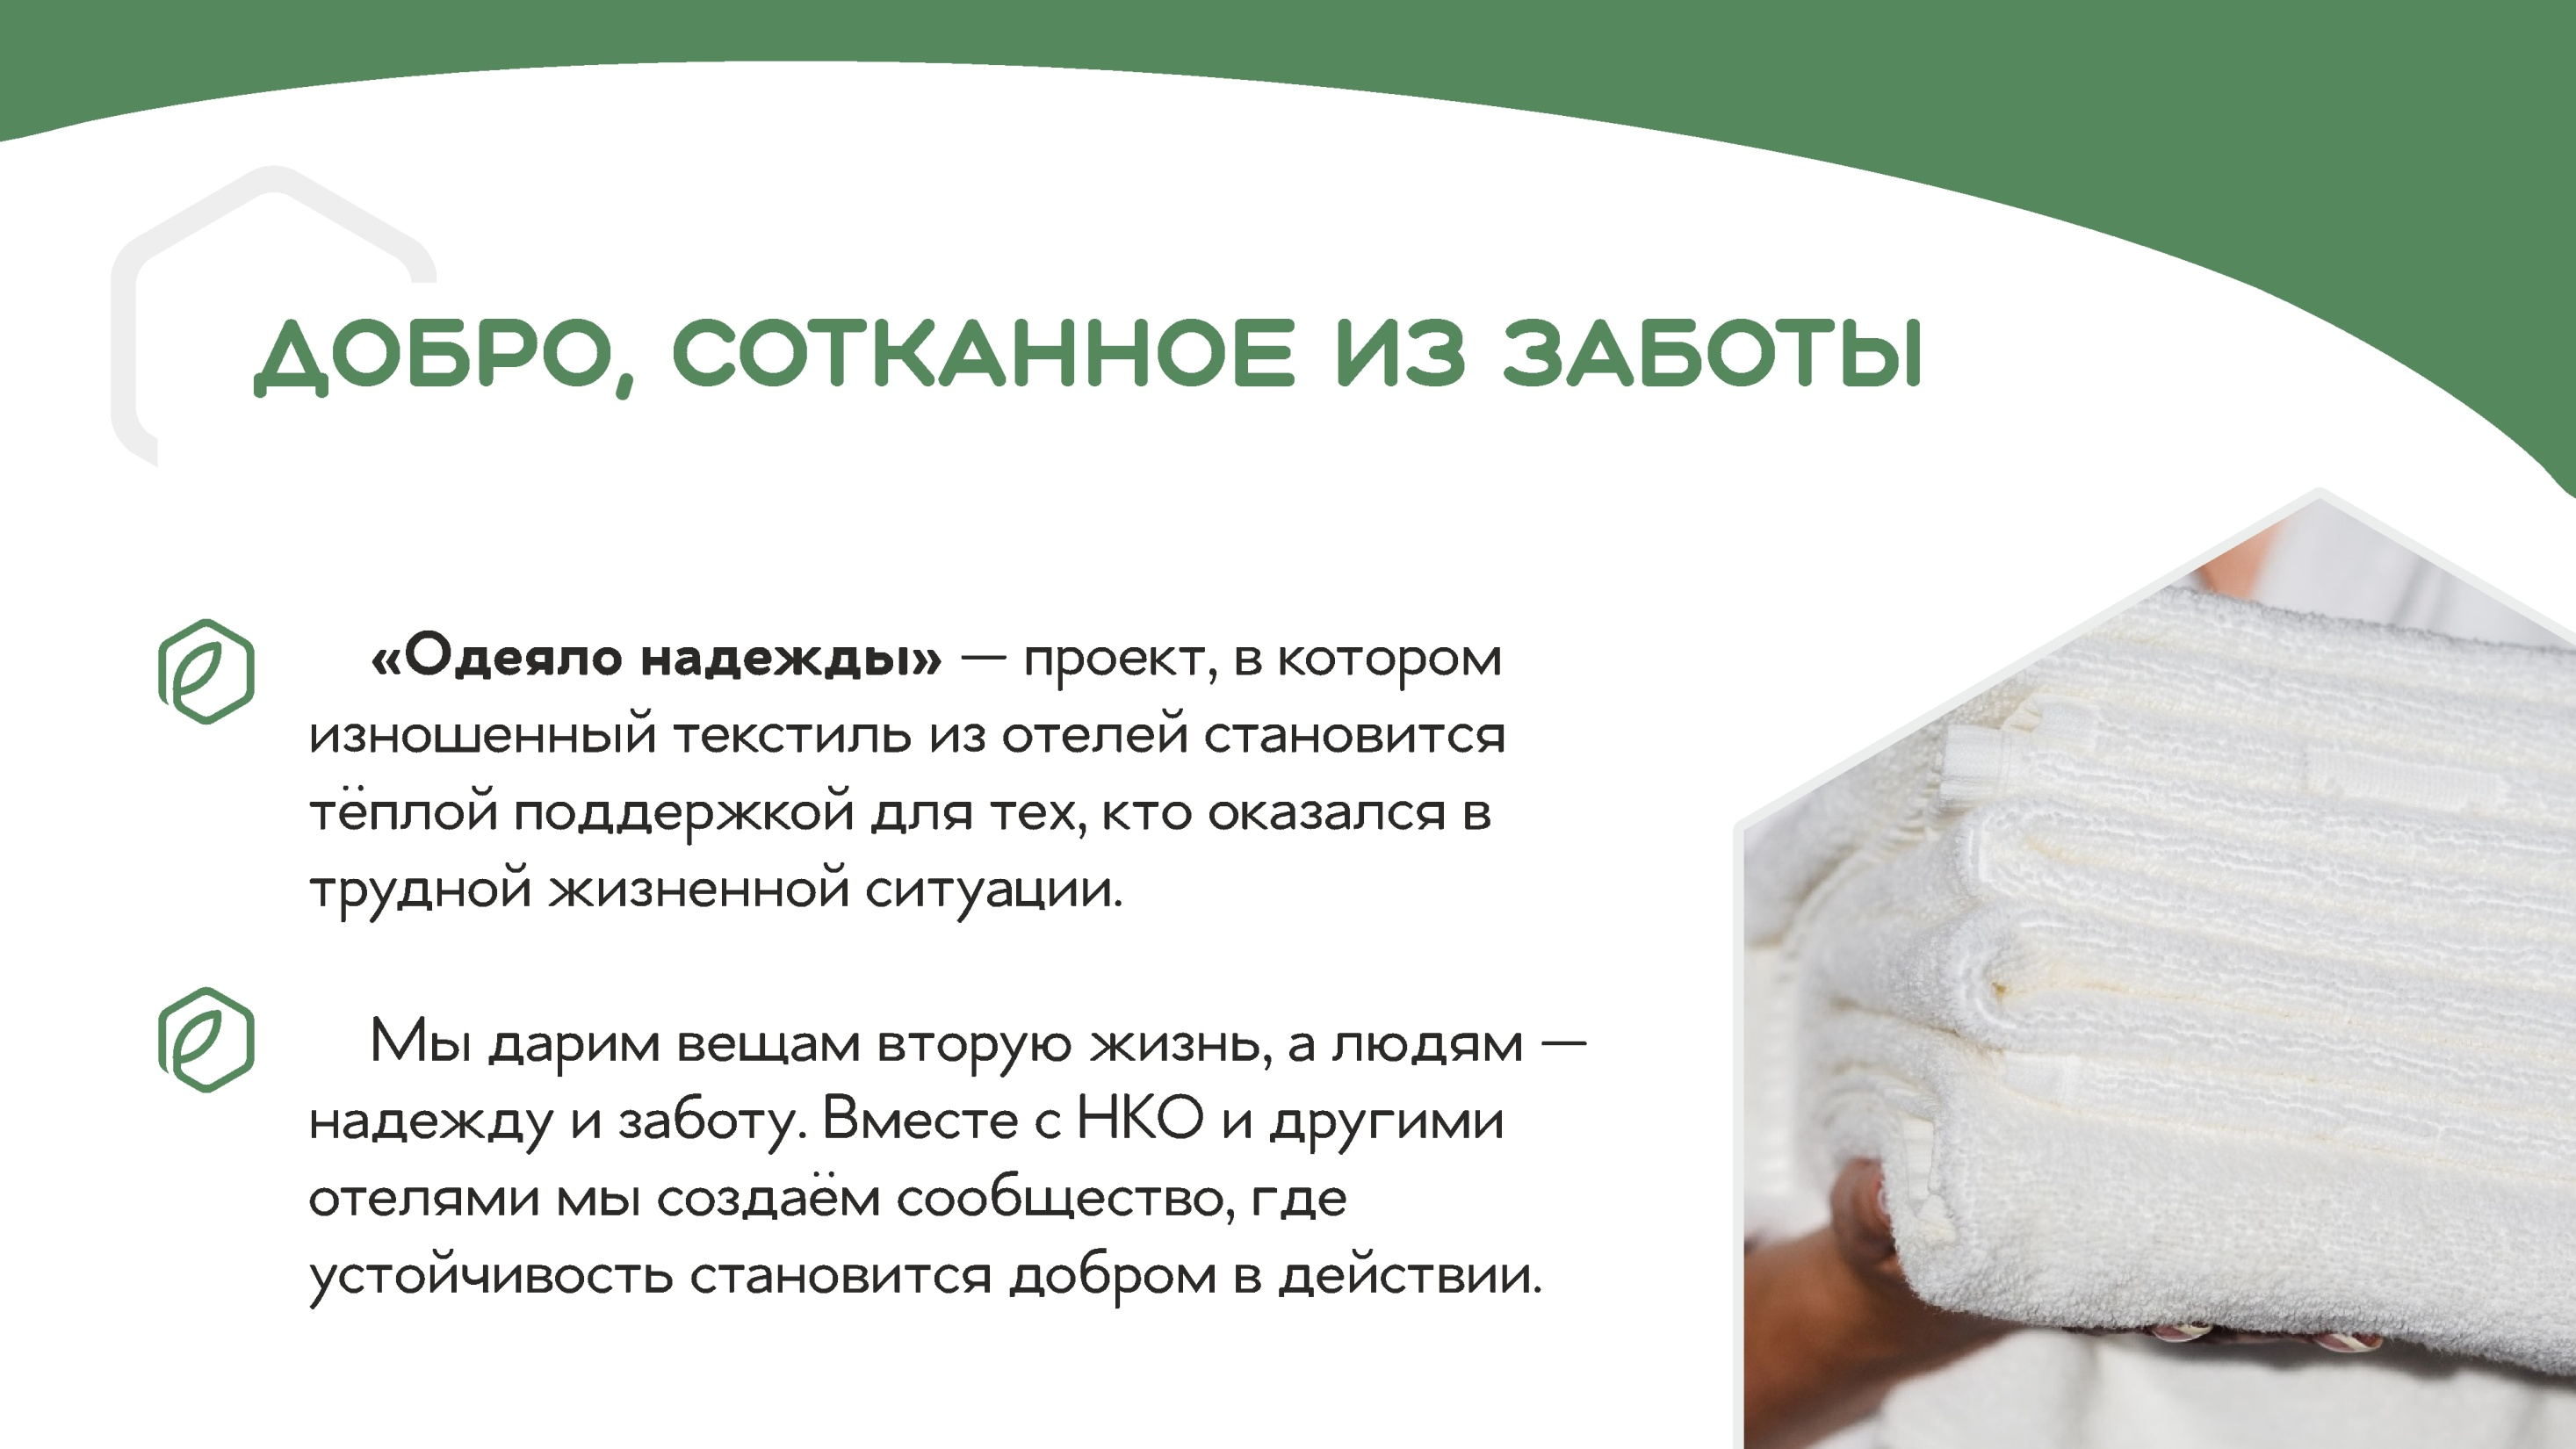 ДОБРО, СОТКАННОЕ ИЗ ЗАБОТЫ
«Одеяло надежды» — проект, в котором
изношенный текстиль из отелей становится
тёплой поддержкой для тех, кто оказался в
трудной жизненной ситуации.
Мы дарим вещам вторую жизнь, а людям —
надежду и заботу. Вместе с НКО и другими
отелями мы создаём сообщество, где
устойчивость становится добром в действии.